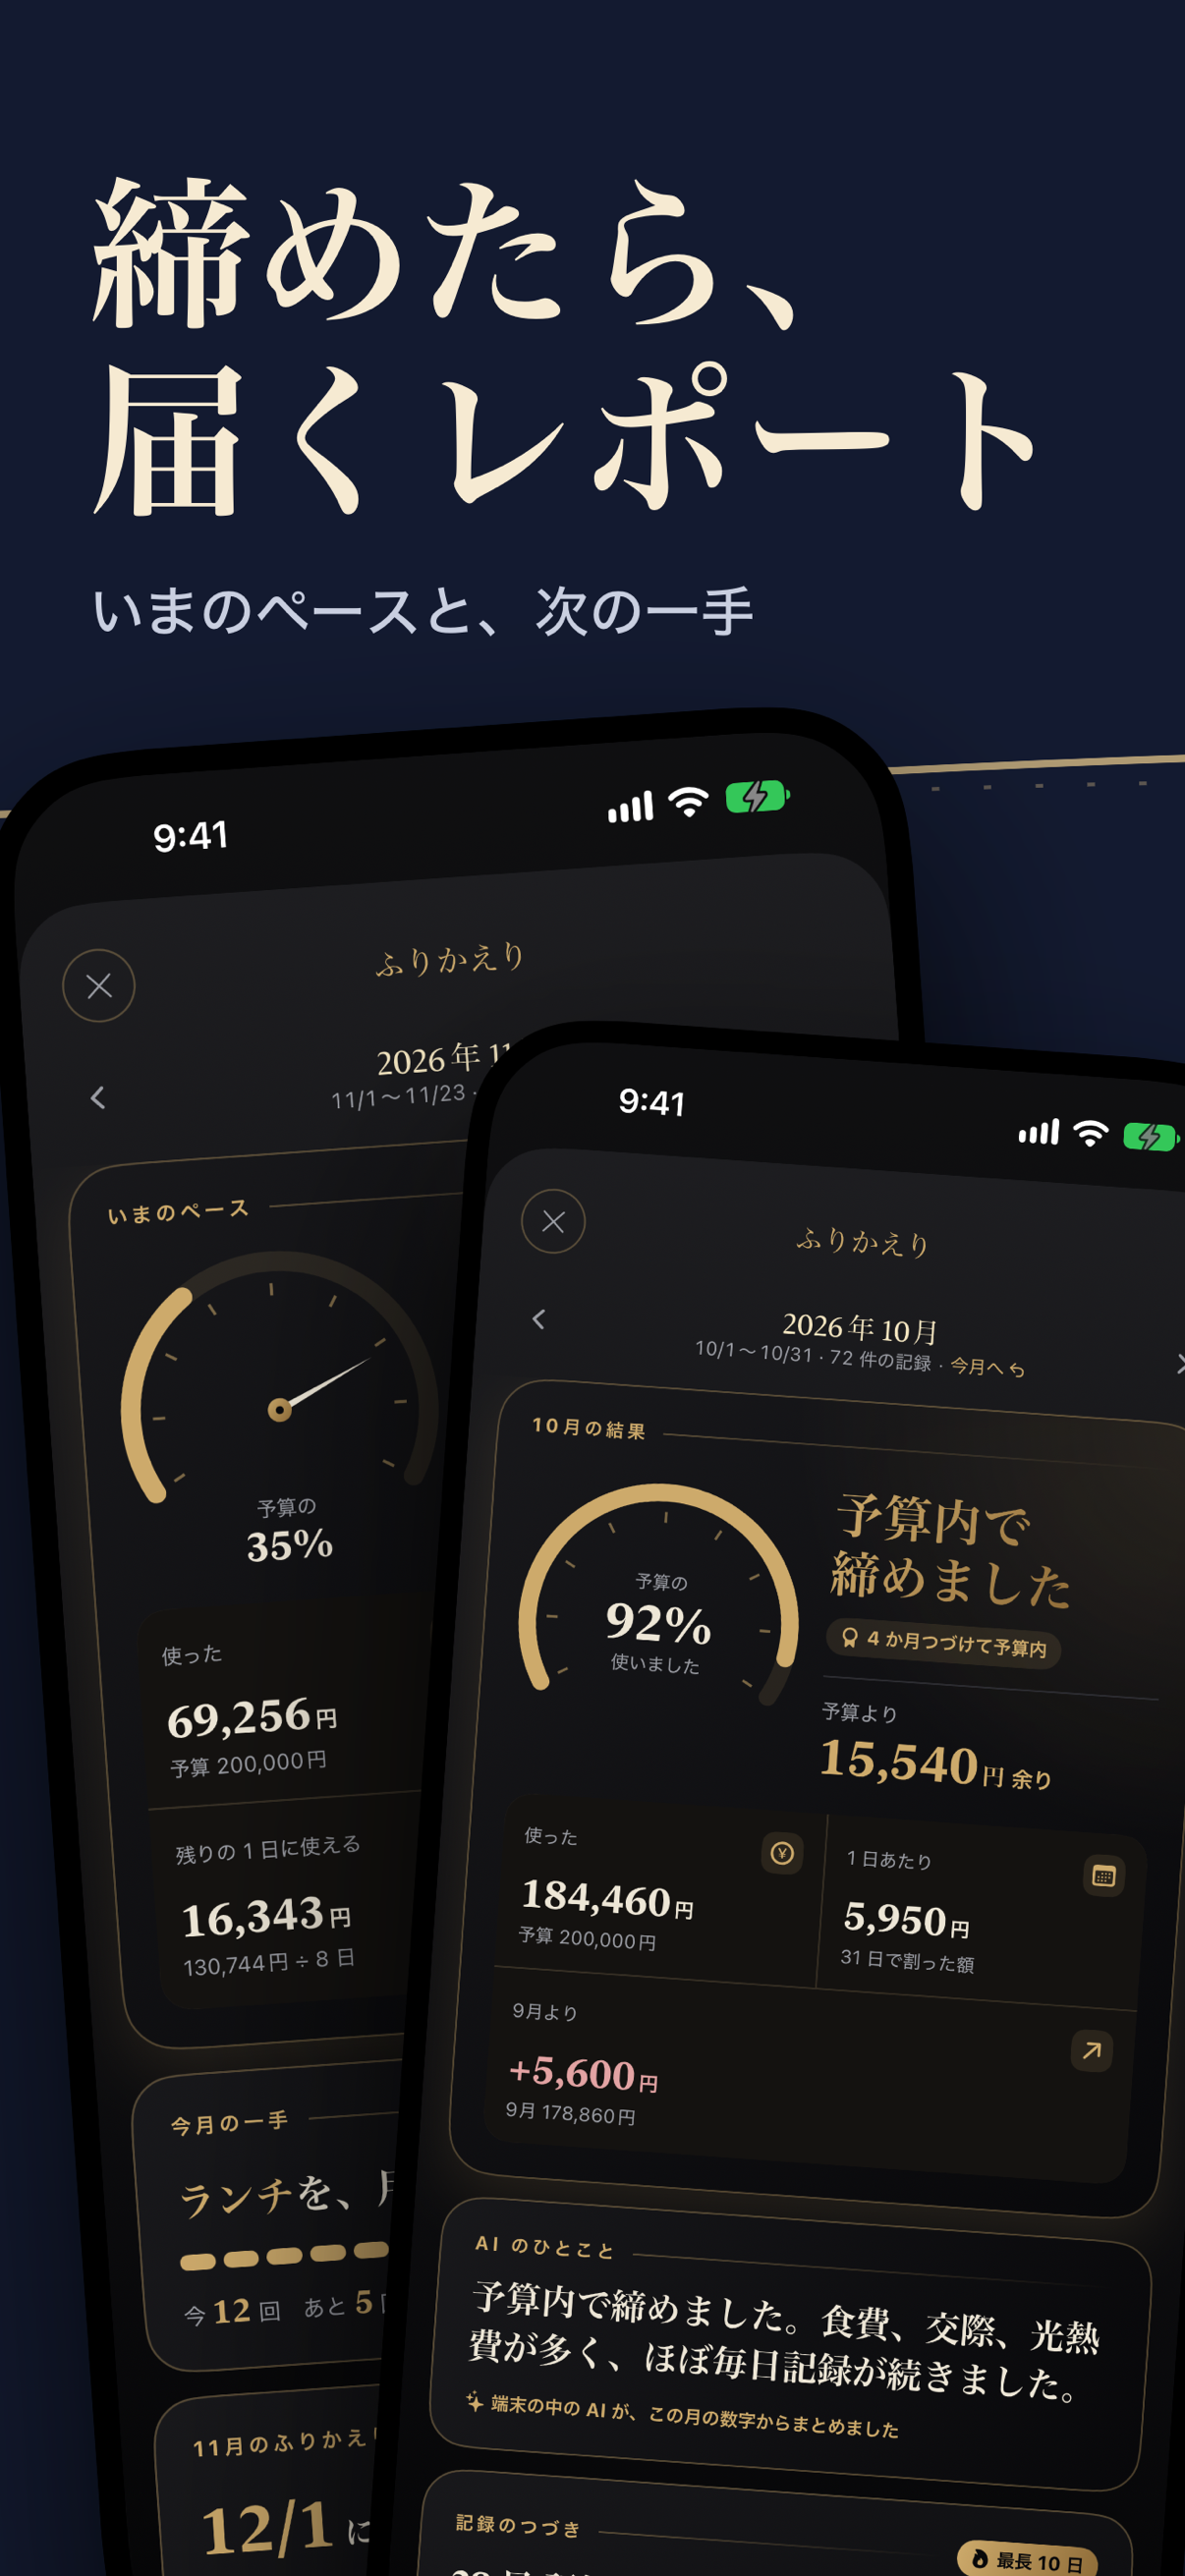 締めたら、
届くレポート
いまのペースと、次の一手
9:41
ふりかえり
2026年 11
11/1〜11/23 ·
いまのペース
予算の
35%
使った
69,256円
予算 200,000円
残りの 1 日に使える
16,343円
130,744円 ÷ 8 日
今月の一手
ランチを、
今 12 回 あと 5
11月のふりかえ
12/1 に
9:41
ふりかえり
2026年 10月
10/1〜10/31 · 72 件の記録 · 今月へ
10月の結果
予算の
92%
使いました
予算内で
締めました
4 か月つづけて予算内
予算より
15,540円 余り
使った
184,460円
予算 200,000円
1 日あたり
5,950円
31 日で割った額
9月より
+5,600円
9月 178,860円
AI のひとこと
予算内で締めました。食費、交際、光熱
費が多く、ほぼ毎日記録が続きました。
端末の中の AI が、この月の数字からまとめました
記録のつづき
最長 10 日